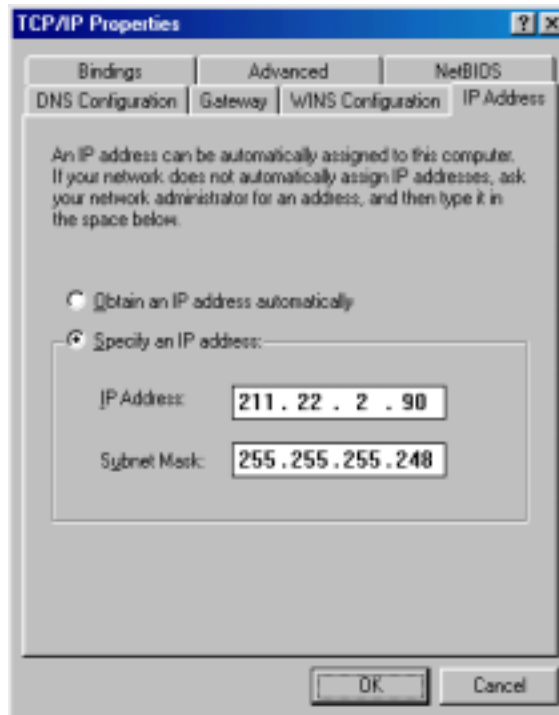 TCP/IP Properties
Bindings Advanced NetBIOS
DNS Configuration Gateway WINS Configuration IP Address
An IP address can be automatically assigned to this computer.
If your network does not automatically assign IP addresses, ask
your network administrator for an address, and then type it in
the space below.
Obtain an IP address automatically
Specify an IP address:
IP Address: 211 . 22 . 2 . 90
Subnet Mask: 255 . 255 . 255 . 248
OK Cancel